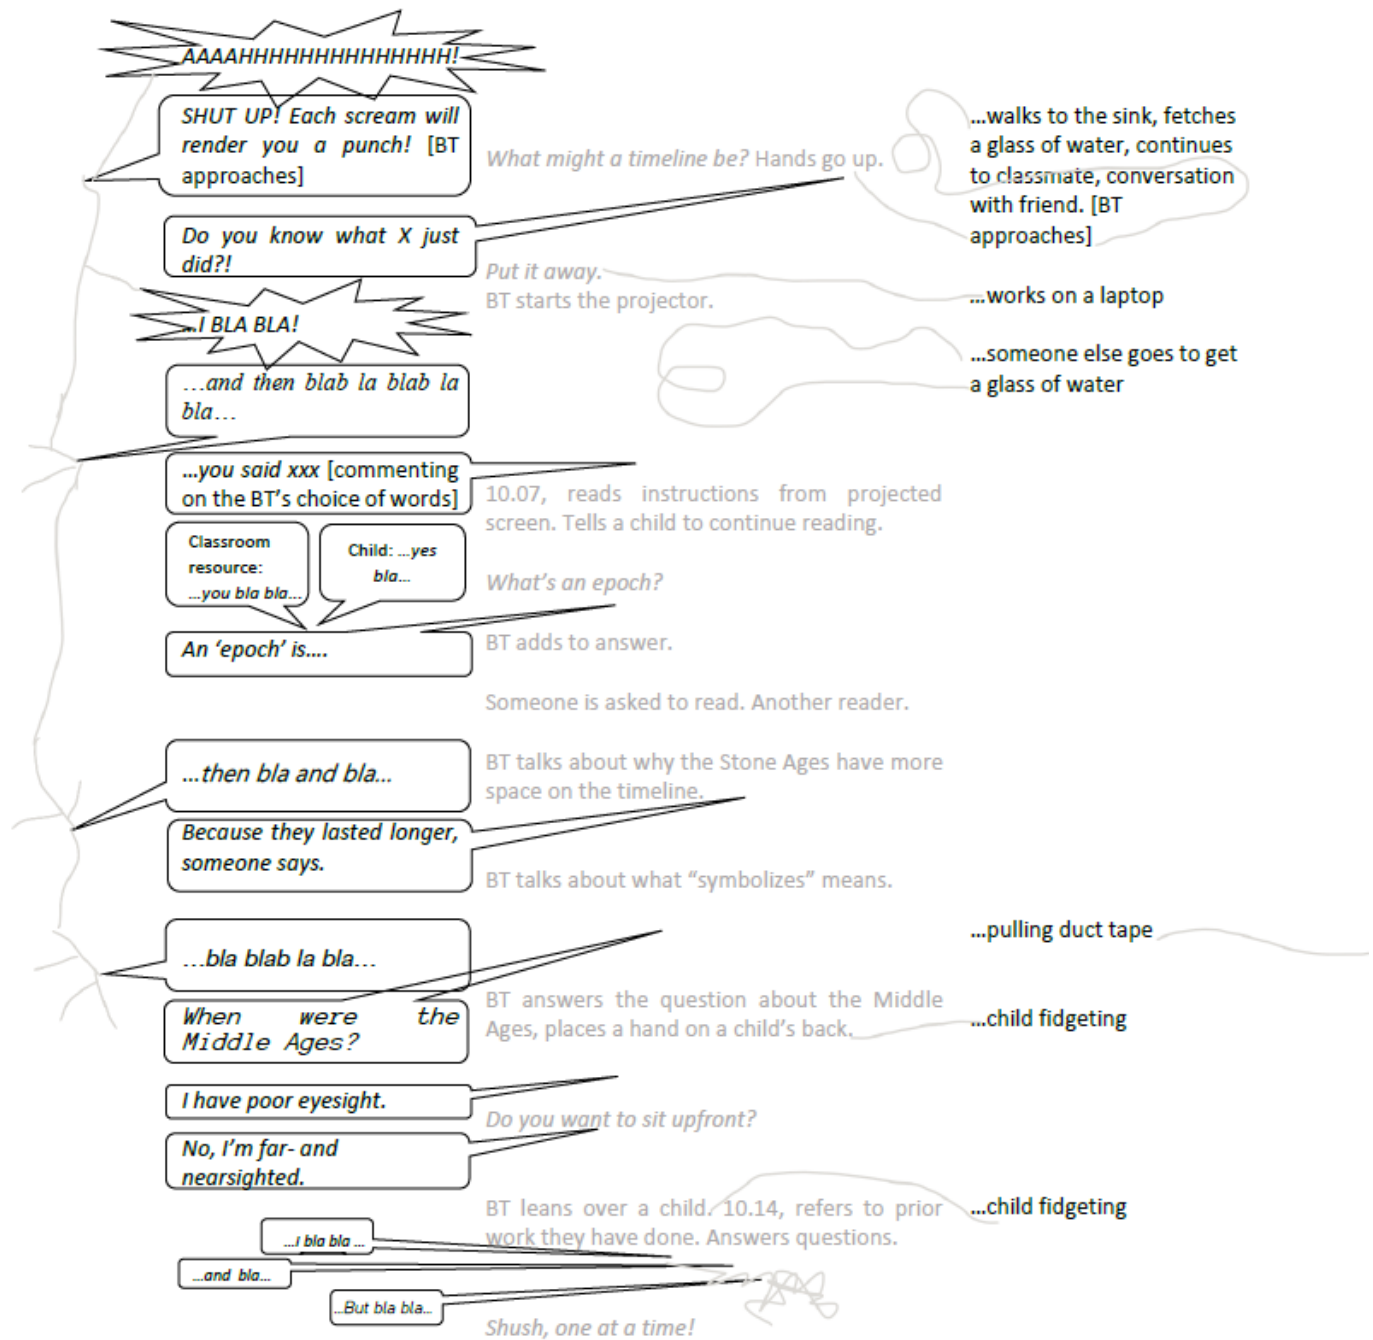 AAAAHHHHHHHHHHHHHHH!
SHUT UP! Each scream will
render you a punch! [BT
approaches]
What might a timeline be? Hands go up.
...walks to the sink, fetches
a glass of water, continues
to classmate, conversation
with friend. [BT
approaches]
Do you know what X just
did?!
Put it away.
BT starts the projector.
...works on a laptop
...I BLA BLA!
...someone else goes to get
a glass of water
...and then blab la blab la
bla...
...you said xxx [commenting
on the BT's choice of words]
10.07, reads instructions from projected
screen. Tells a child to continue reading.
Classroom
resource:
...you bla bla...
Child: ...yes
bla...
What's an epoch?
An 'epoch' is....
BT adds to answer.
Someone is asked to read. Another reader.
...then bla and bla...
BT talks about why the Stone Ages have more
space on the timeline.
Because they lasted longer,
someone says.
BT talks about what "symbolizes" means.
...bla blab la bla...
...pulling duct tape
When were the
Middle Ages?
BT answers the question about the Middle
Ages, places a hand on a child's back.
...child fidgeting
I have poor eyesight.
Do you want to sit upfront?
No, I'm far- and
nearsighted.
BT leans over a child. 10.14, refers to prior
work they have done. Answers questions.
...child fidgeting
...I bla bla ...
...and bla...
...But bla bla...
Shush, one at a time!